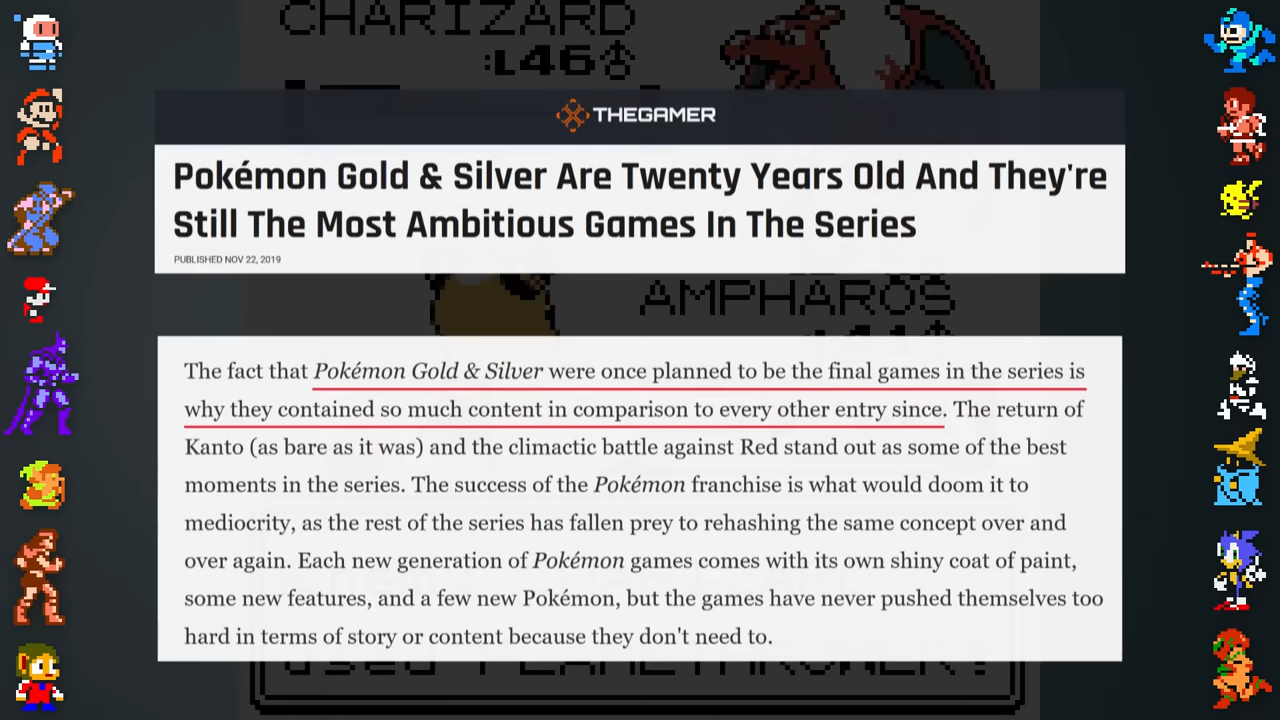 CHARIZARD
:L46♂
THEGAMER
Pokémon Gold & Silver Are Twenty Years Old And They're
Still The Most Ambitious Games In The Series
PUBLISHED NOV 22, 2019
AMPHAROS
The fact that Pokémon Gold & Silver were once planned to be the final games in the series is
why they contained so much content in comparison to every other entry since. The return of
Kanto (as bare as it was) and the climactic battle against Red stand out as some of the best
moments in the series. The success of the Pokémon franchise is what would doom it to
mediocrity, as the rest of the series has fallen prey to rehashing the same concept over and
over again. Each new generation of Pokémon games comes with its own shiny coat of paint,
some new features, and a few new Pokémon, but the games have never pushed themselves too
hard in terms of story or content because they don't need to.